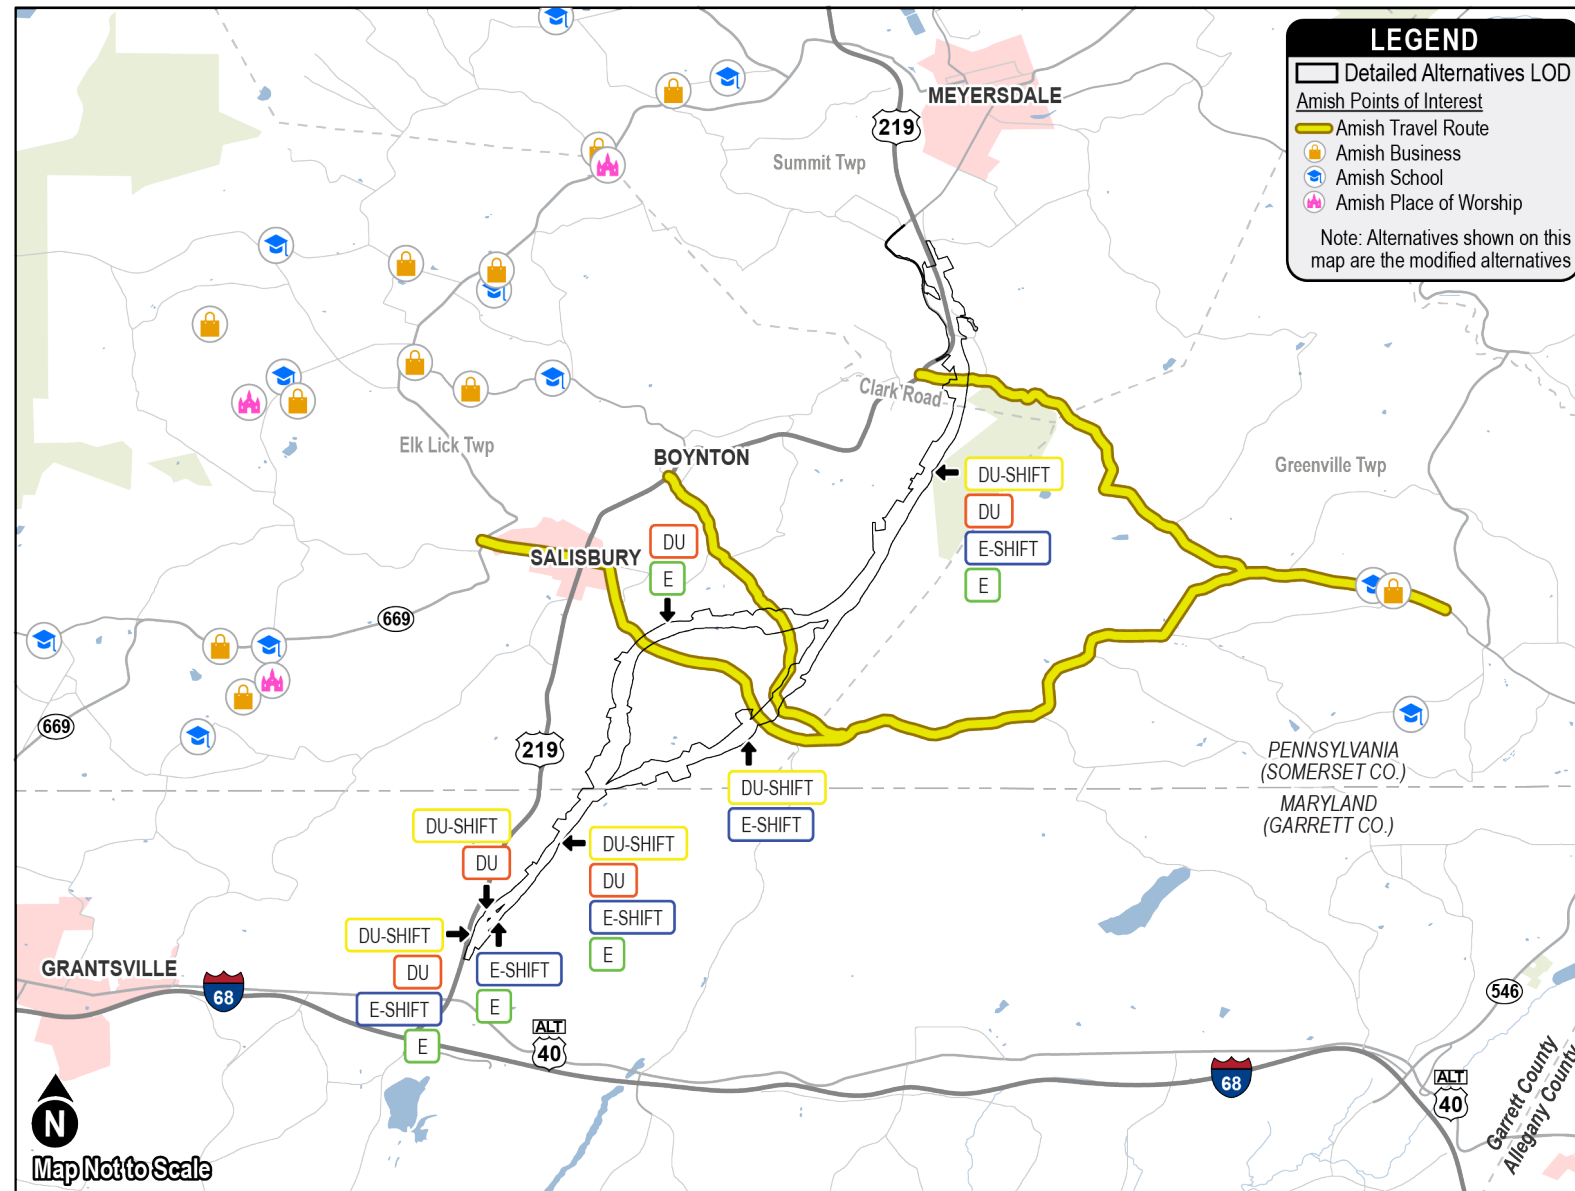 LEGEND
Detailed Alternatives LOD
Amish Points of Interest
Amish Travel Route
Amish Business
Amish School
Amish Place of Worship
Note: Alternatives shown on this
map are the modified alternatives
MEYERSDALE
219
Summit Twp
Clark Road
Elk Lick Twp
BOYNTON
Greenville Twp
DU-SHIFT
DU
E-SHIFT
E
DU
E
SALISBURY
669
669
219
PENNSYLVANIA
(SOMERSET CO.)
MARYLAND
(GARRETT CO.)
DU-SHIFT
E-SHIFT
DU-SHIFT
DU
DU-SHIFT
DU
E-SHIFT
E
DU-SHIFT
DU
E-SHIFT
E
E-SHIFT
E
GRANTSVILLE
68
ALT
40
546
68
ALT
40
Garrett County
Allegany County
N
Map Not to Scale